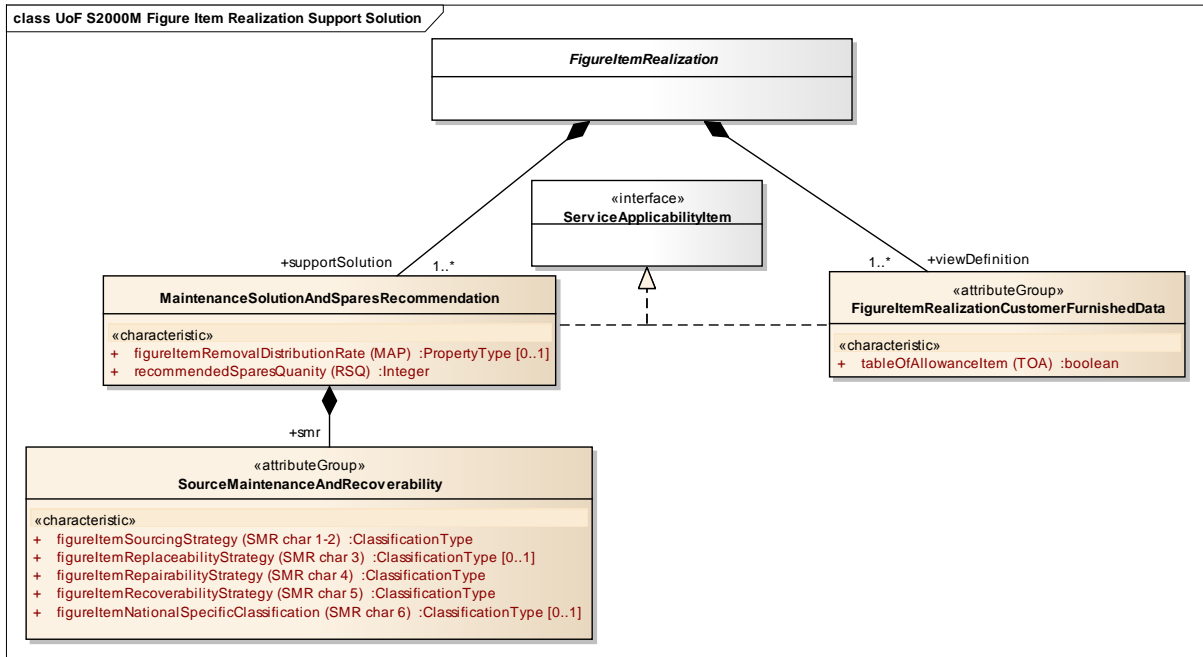 class UoF S2000M Figure Item Realization Support Solution
FigureItemRealization
«interface»
ServiceApplicabilityItem
+supportSolution
1..*
1..*
+viewDefinition
MaintenanceSolutionAndSparesRecommendation
«characteristic»
+ figureItemRemovalDistributionRate (MAP) :PropertyType [0..1]
+ recommendedSparesQuanity (RSQ) :Integer
«attributeGroup»
FigureItemRealizationCustomerFurnishedData
«characteristic»
+ tableOfAllowanceItem (TOA) :boolean
+smr
«attributeGroup»
SourceMaintenanceAndRecoverability
«characteristic»
+ figureItemSourcingStrategy (SMR char 1-2) :ClassificationType
+ figureItemReplaceabilityStrategy (SMR char 3) :ClassificationType [0..1]
+ figureItemRepairabilityStrategy (SMR char 4) :ClassificationType
+ figureItemRecoverabilityStrategy (SMR char 5) :ClassificationType
+ figureItemNationalSpecificClassification (SMR char 6) :ClassificationType [0..1]